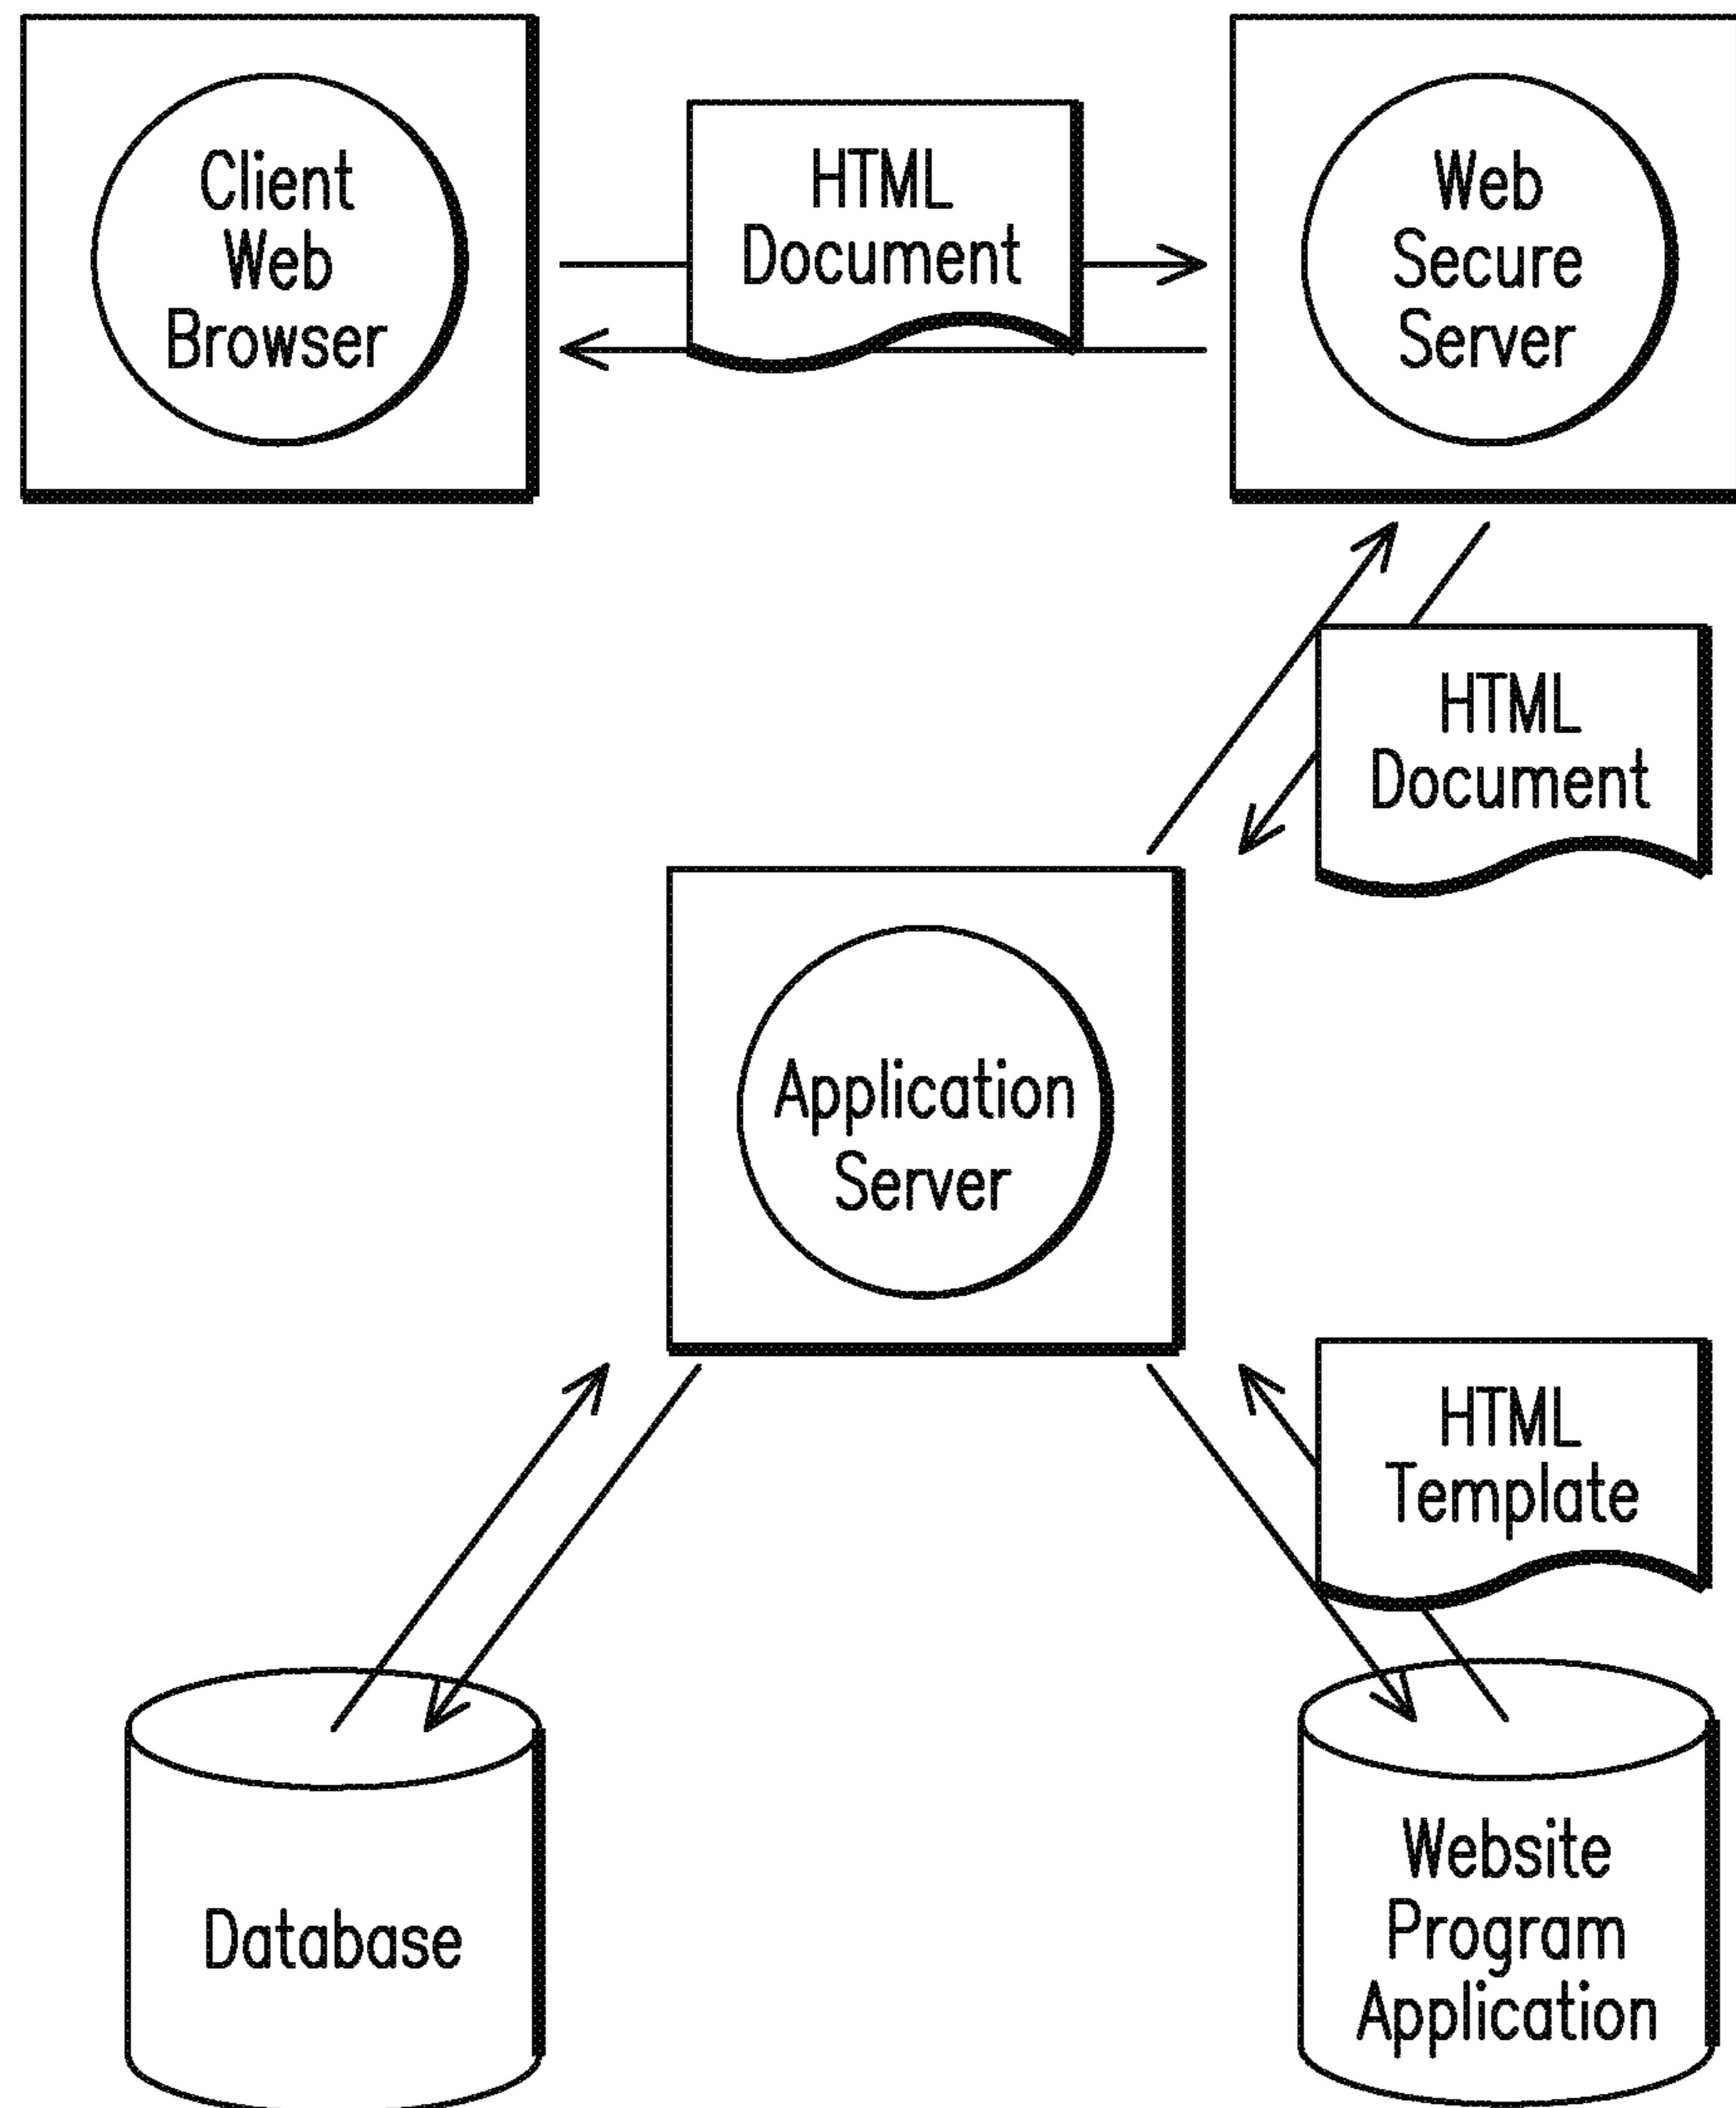 Client
Web
Browser
HTML
Document
Web
Secure
Server
HTML
Document
Application
Server
HTML
Template
Database
Website
Program
Application